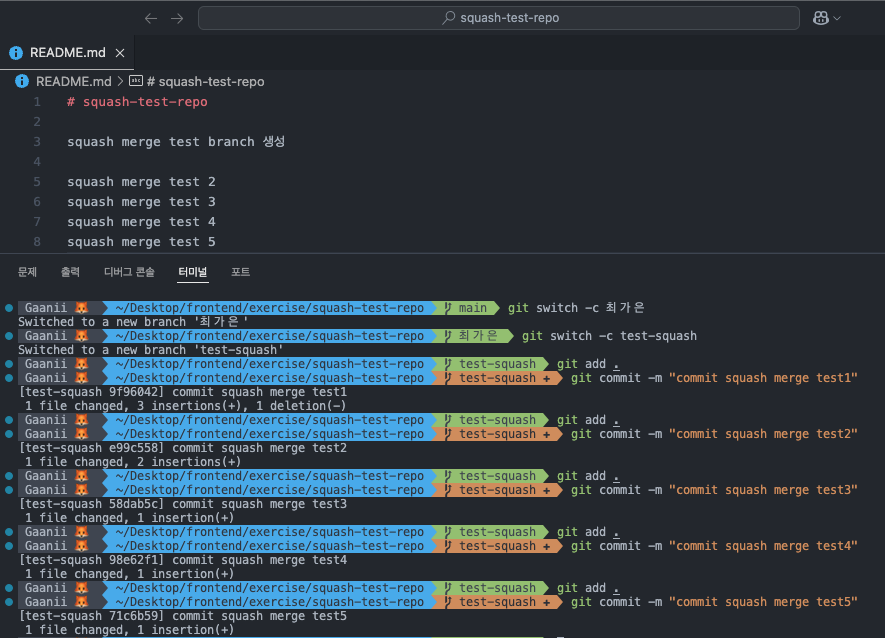 squash-test-repo
README.md
README.md > # squash-test-repo
1 # squash-test-repo
2
3 squash merge test branch 생성
4
5 squash merge test 2
6 squash merge test 3
7 squash merge test 4
8 squash merge test 5
문제 출력 디버그 콘솔 터미널 포트
Gaanii 🦊 ~/Desktop/frontend/exercise/squash-test-repo main git switch -c 최가은
Switched to a new branch '최가은'
Gaanii 🦊 ~/Desktop/frontend/exercise/squash-test-repo 최가은 git switch -c test-squash
Switched to a new branch 'test-squash'
Gaanii 🦊 ~/Desktop/frontend/exercise/squash-test-repo test-squash git add .
Gaanii 🦊 ~/Desktop/frontend/exercise/squash-test-repo test-squash + git commit -m "commit squash merge test1"
[test-squash 9f96042] commit squash merge test1
1 file changed, 3 insertions(+), 1 deletion(-)
Gaanii 🦊 ~/Desktop/frontend/exercise/squash-test-repo test-squash git add .
Gaanii 🦊 ~/Desktop/frontend/exercise/squash-test-repo test-squash + git commit -m "commit squash merge test2"
[test-squash e99c558] commit squash merge test2
1 file changed, 2 insertions(+)
Gaanii 🦊 ~/Desktop/frontend/exercise/squash-test-repo test-squash git add .
Gaanii 🦊 ~/Desktop/frontend/exercise/squash-test-repo test-squash + git commit -m "commit squash merge test3"
[test-squash 58dab5c] commit squash merge test3
1 file changed, 1 insertion(+)
Gaanii 🦊 ~/Desktop/frontend/exercise/squash-test-repo test-squash git add .
Gaanii 🦊 ~/Desktop/frontend/exercise/squash-test-repo test-squash + git commit -m "commit squash merge test4"
[test-squash 98e62f1] commit squash merge test4
1 file changed, 1 insertion(+)
Gaanii 🦊 ~/Desktop/frontend/exercise/squash-test-repo test-squash git add .
Gaanii 🦊 ~/Desktop/frontend/exercise/squash-test-repo test-squash + git commit -m "commit squash merge test5"
[test-squash 71c6b59] commit squash merge test5
1 file changed, 1 insertion(+)